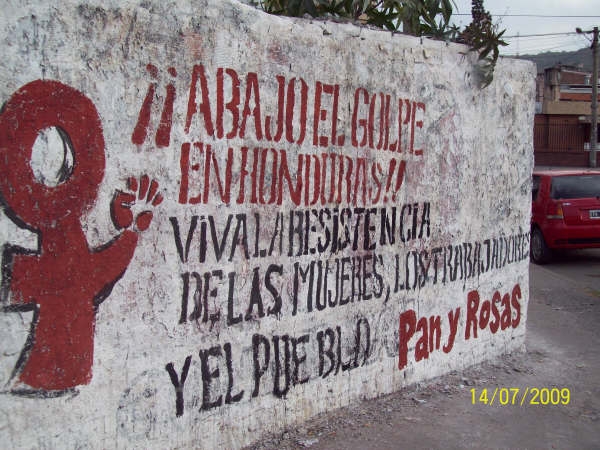 ¡¡ABAJO EL GOLPE
EN HONDURAS!!
VIVA LA RESISTENCIA
DE LAS MUJERES, LOS TRABAJADORES
Y EL PUEBLO
Pan y Rosas
14/07/2009